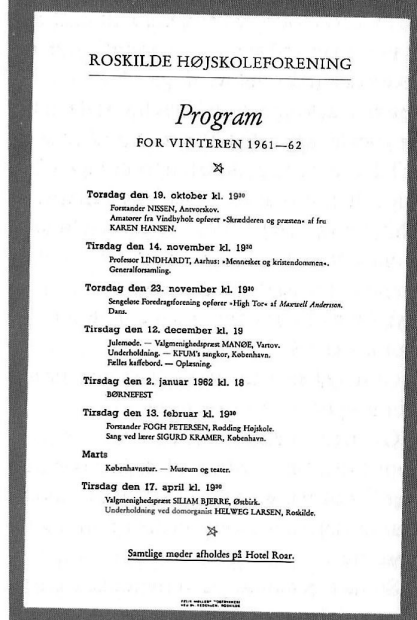 ROSKILDE HØJSKOLEFORENING
Program
FOR VINTEREN 1961—62
Torsdag den 19. oktober kl. 19³⁰
Forstander NISSEN, Antvorskov.
Amatører fra Vindbyholt opfører »Skrædderen og præsten« af fru
KAREN HANSEN.
Tirsdag den 14. november kl. 19³⁰
Professor LINDHARDT, Aarhus: »Mennesket og kristendommen«.
Generalforsamling.
Torsdag den 23. november kl. 19³⁰
Sengeløse Foredragsforening opfører »High Tor« af Maxwell Anderson.
Dans.
Tirsdag den 12. december kl. 19
Julemøde. — Valgmenighedspræst MANØE, Vartov.
Underholdning. — KFUM's sangkor, København.
Fælles kaffebord. — Oplæsning.
Tirsdag den 2. januar 1962 kl. 18
BØRNEFEST
Tirsdag den 13. februar kl. 19³⁰
Forstander FOGH PETERSEN, Rødding Højskole.
Sang ved lærer SIGURD KRAMER, København.
Marts
Københavnstur. — Museum og teater.
Tirsdag den 17. april kl. 19³⁰
Valgmenighedspræst SILIAM BJERRE, Østbirk.
Underholdning ved domorganist HELWEG LARSEN, Roskilde.
Samtlige møder afholdes på Hotel Roar.